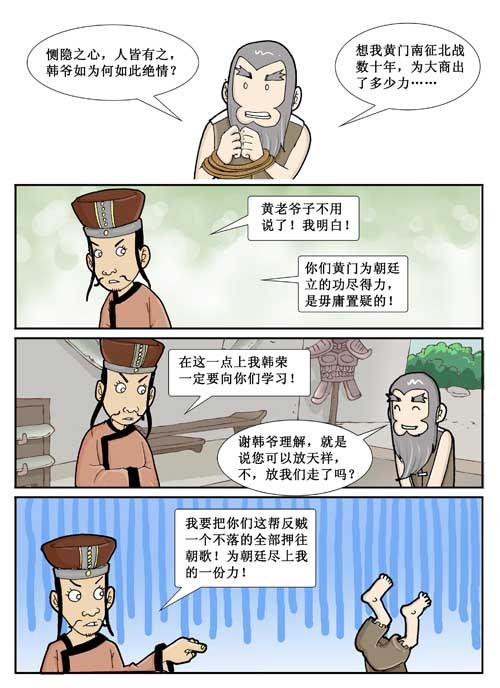 恻隐之心，人皆有之，
韩爷如为何如此绝情？
想我黄门南征北战
数十年，为大商出
了多少力……
黄老爷子不用
说了！我明白！
你们黄门为朝廷
立的功尽得力，
是毋庸置疑的！
在这一点上我韩荣
一定要向你们学习！
谢韩爷理解，就是
说您可以放天样，
不，放我们走了吗？
我要把你们这帮反贼
一个不落的全部押往
朝歌！为朝廷尽上我
的一份力！